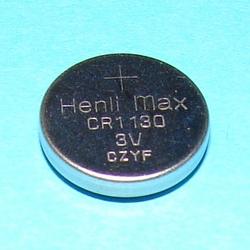 +
Henli Max
CR1130
3V
CZYF